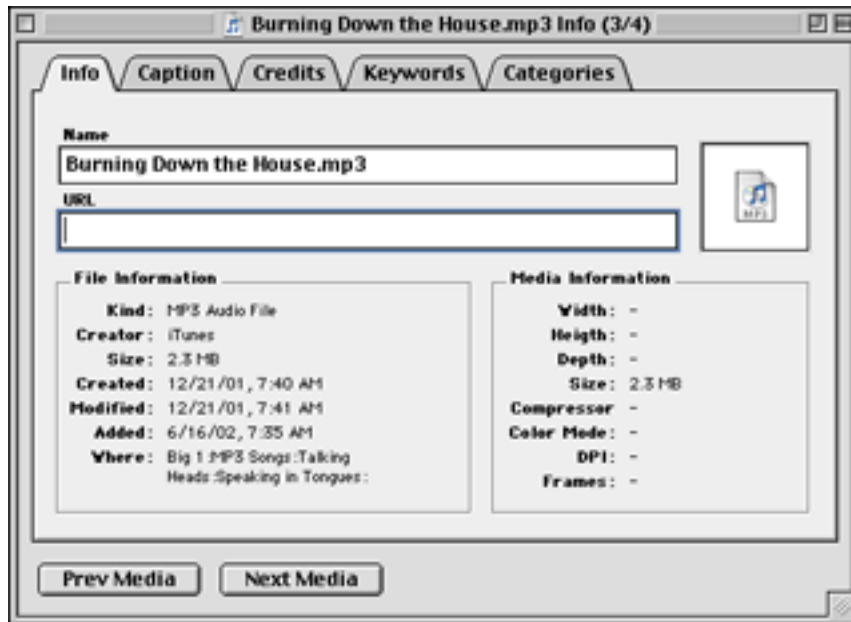 Burning Down the House.mp3 Info (3/4)
Info Caption Credits Keywords Categories
Name
Burning Down the House.mp3
URL
MP3
File Information
Kind: MP3 Audio File
Creator: iTunes
Size: 2.3 MB
Created: 12/21/01, 7:40 AM
Modified: 12/21/01, 7:41 AM
Added: 6/16/02, 7:35 AM
Where: Big 1:MP3 Songs:Talking
Heads:Speaking in Tongues:
Media Information
Width: -
Heigth: -
Depth: -
Size: 2.3 MB
Compressor -
Color Mode: -
DPI: -
Frames: -
Prev Media Next Media